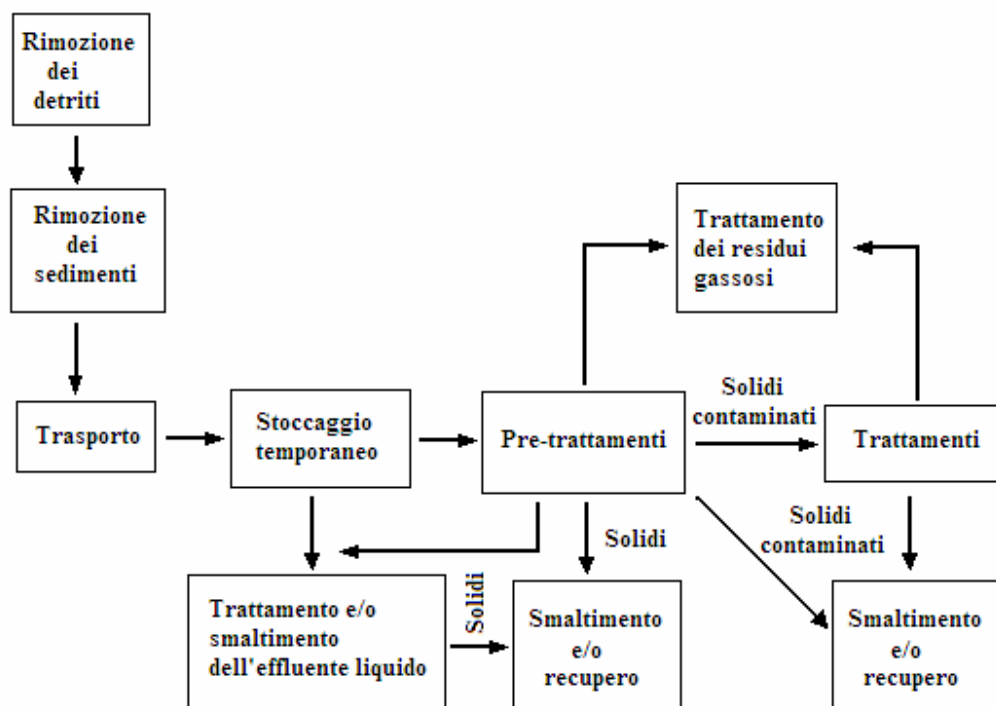 Rimozione
dei
detriti
Rimozione
dei
sedimenti
Trattamento
dei residui
gassosi
Trasporto
Stoccaggio
temporaneo
Pre-trattamenti
Solidi
contaminati
Trattamenti
Solidi
Solidi
contaminati
Trattamento e/o
smaltimento
dell'effluente liquido
Solidi
Smaltimento
e/o
recupero
Smaltimento
e/o
recupero